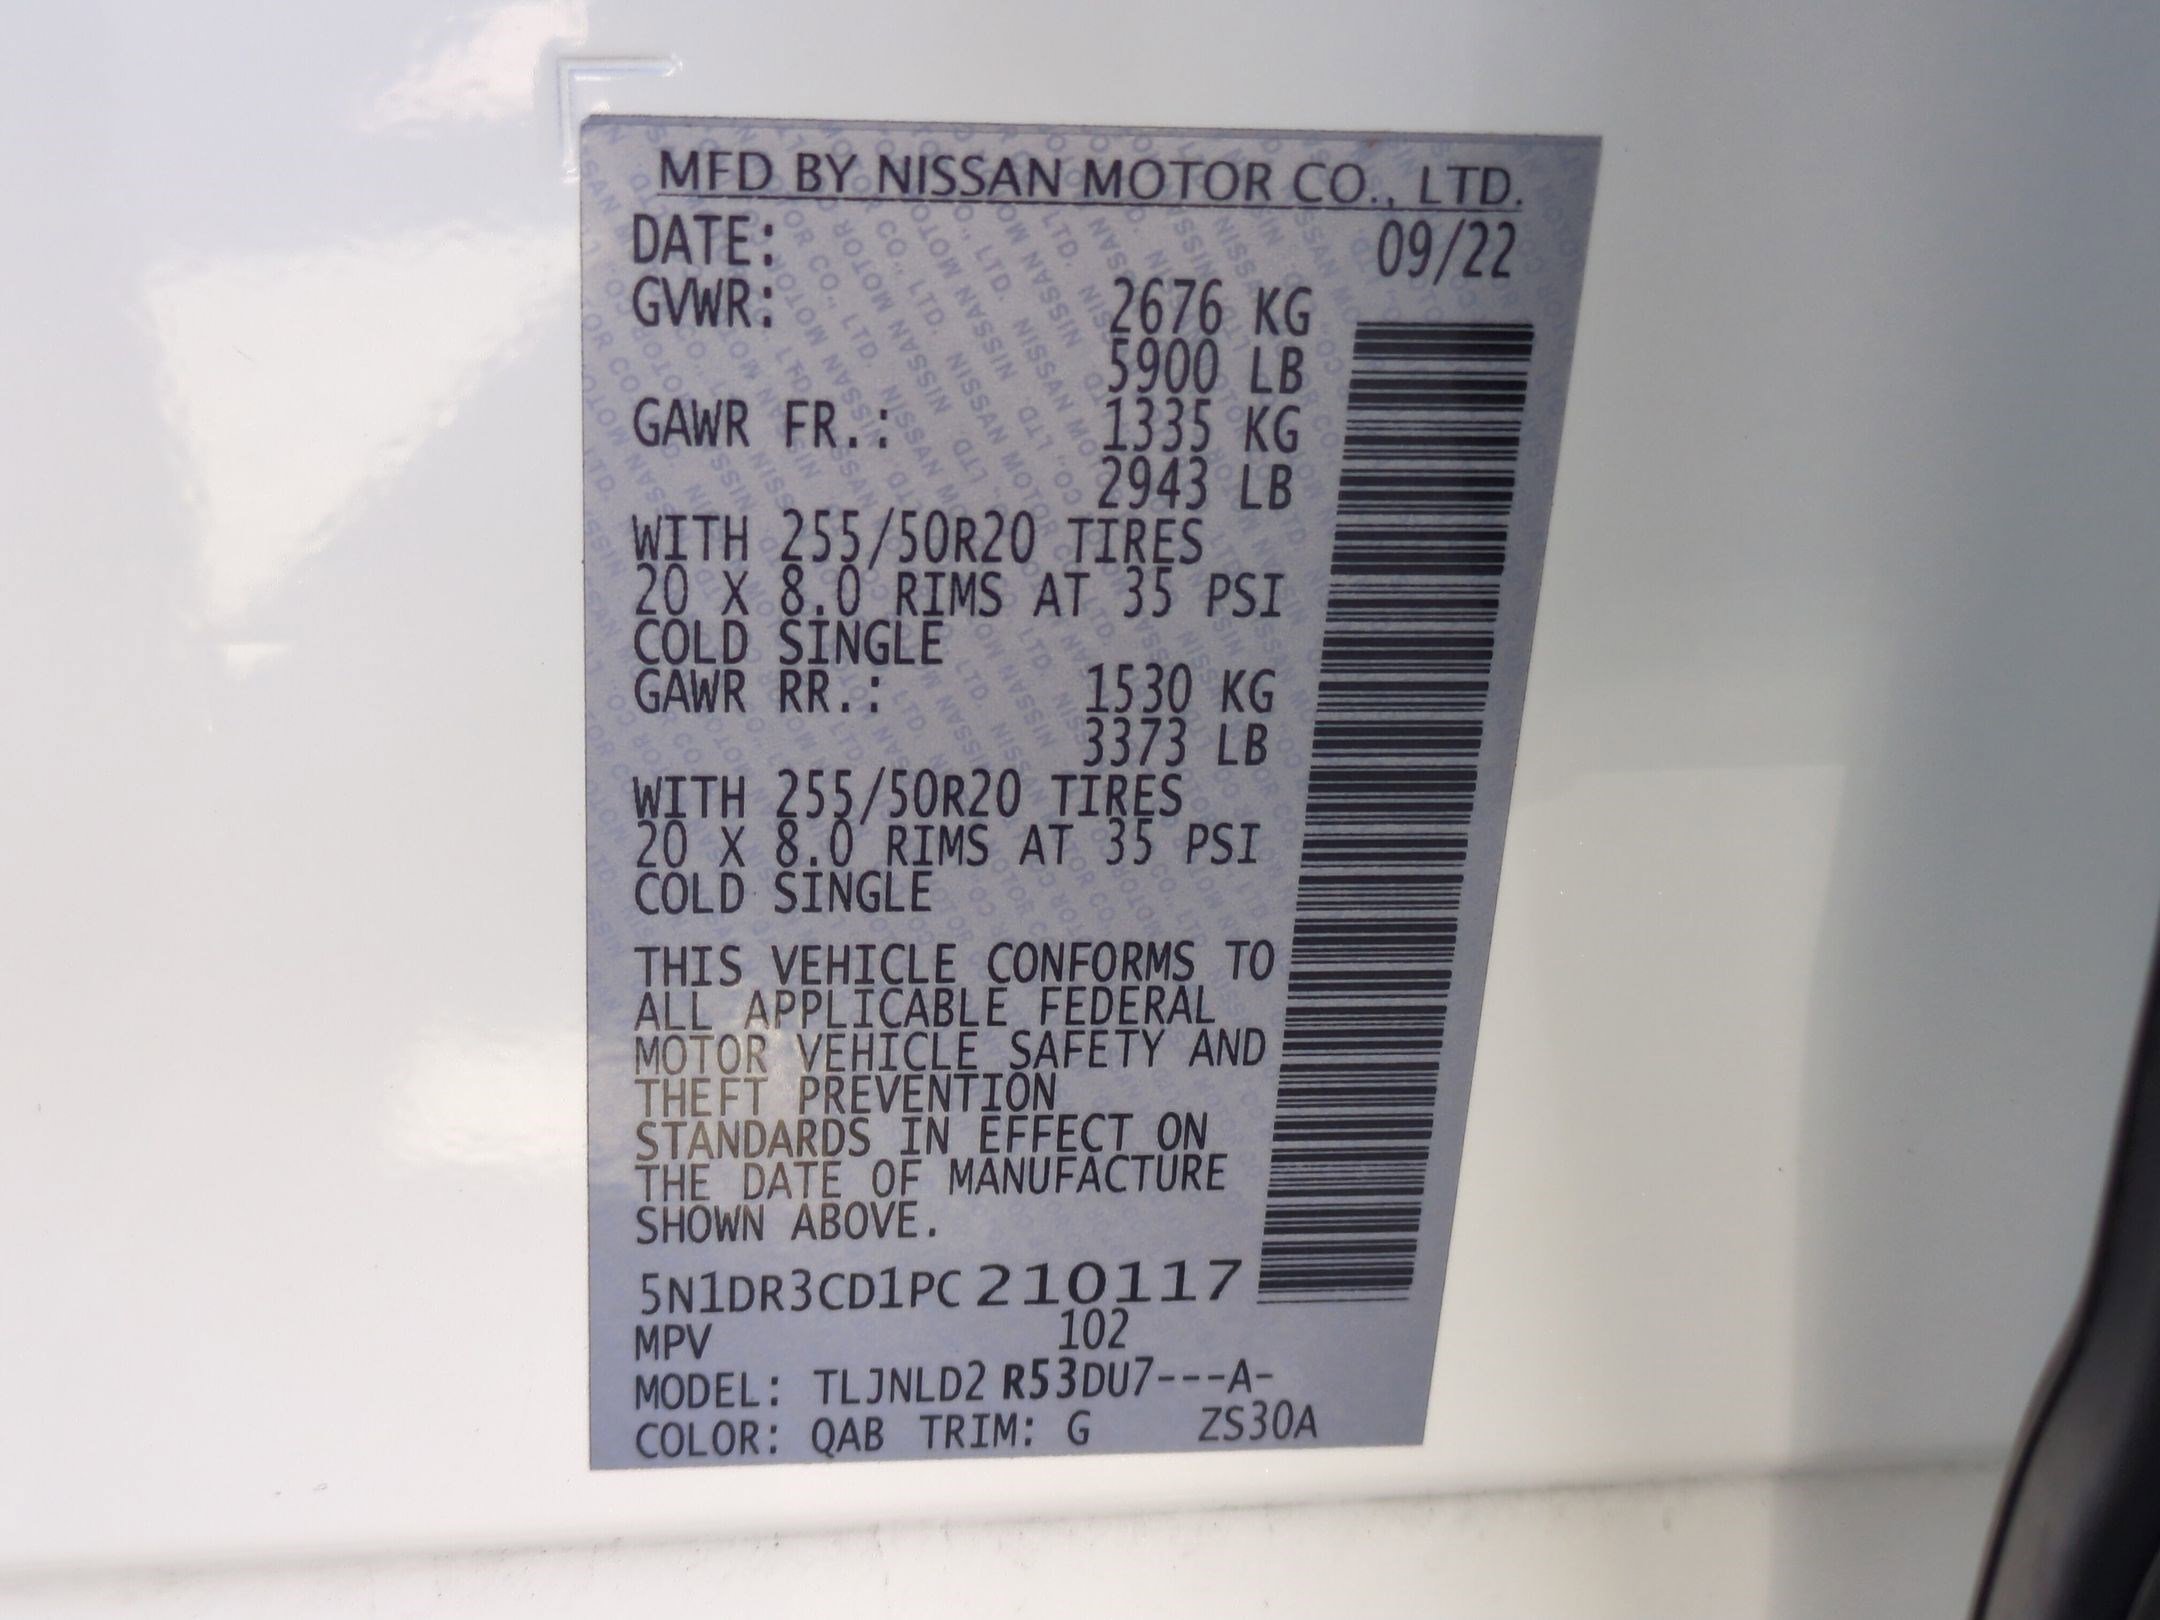 MFD BY NISSAN MOTOR CO., LTD.
DATE: 09/22
GVWR: 2676 KG
5900 LB
GAWR FR.: 1335 KG
2943 LB
WITH 255/50R20 TIRES
20 X 8.0 RIMS AT 35 PSI
COLD SINGLE
GAWR RR.: 1530 KG
3373 LB
WITH 255/50R20 TIRES
20 X 8.0 RIMS AT 35 PSI
COLD SINGLE
THIS VEHICLE CONFORMS TO
ALL APPLICABLE FEDERAL
MOTOR VEHICLE SAFETY AND
THEFT PREVENTION
STANDARDS IN EFFECT ON
THE DATE OF MANUFACTURE
SHOWN ABOVE.
5N1DR3CD1PC210117
MPV 102
MODEL: TLJNLD2 R53DU7---A-
COLOR: QAB TRIM: G ZS30A